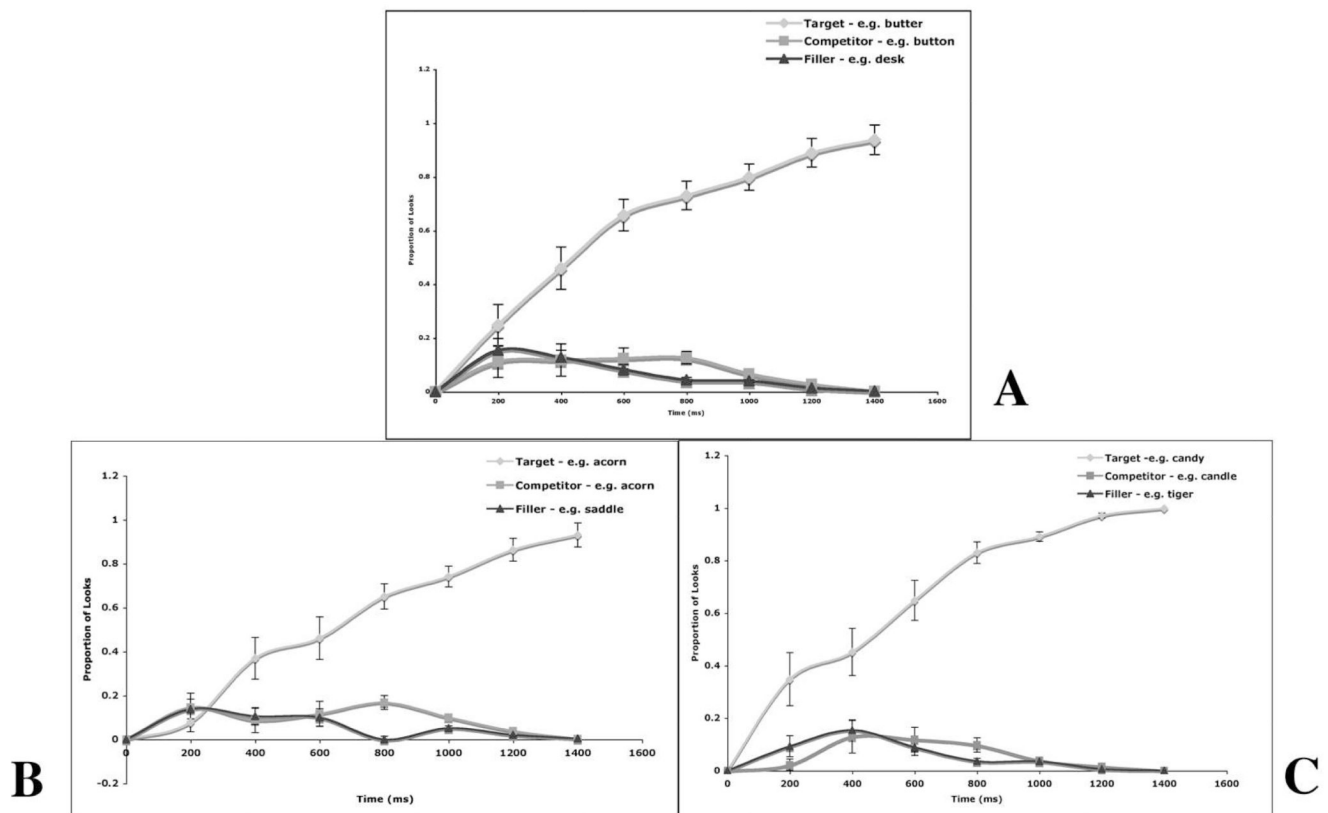 Target - e.g. butter
Competitor - e.g. button
Filler - e.g. desk
1.2
1
0.8
0.6
0.4
0.2
0
Proportion of Looks
0 200 400 600 800 1000 1200 1400 1600
Time (ms)
A
Target - e.g. acorn
Competitor - e.g. acorn
Filler - e.g. saddle
1.2
1
0.8
0.6
0.4
0.2
0
-0.2
Proportion of Looks
0 200 400 600 800 1000 1200 1400 1600
Time (ms)
B
Target -e.g. candy
Competitor - e.g. candle
Filler - e.g. tiger
1.2
1
0.8
0.6
0.4
0.2
0
Proportion of Looks
0 200 400 600 800 1000 1200 1400 1600
Time (ms)
C